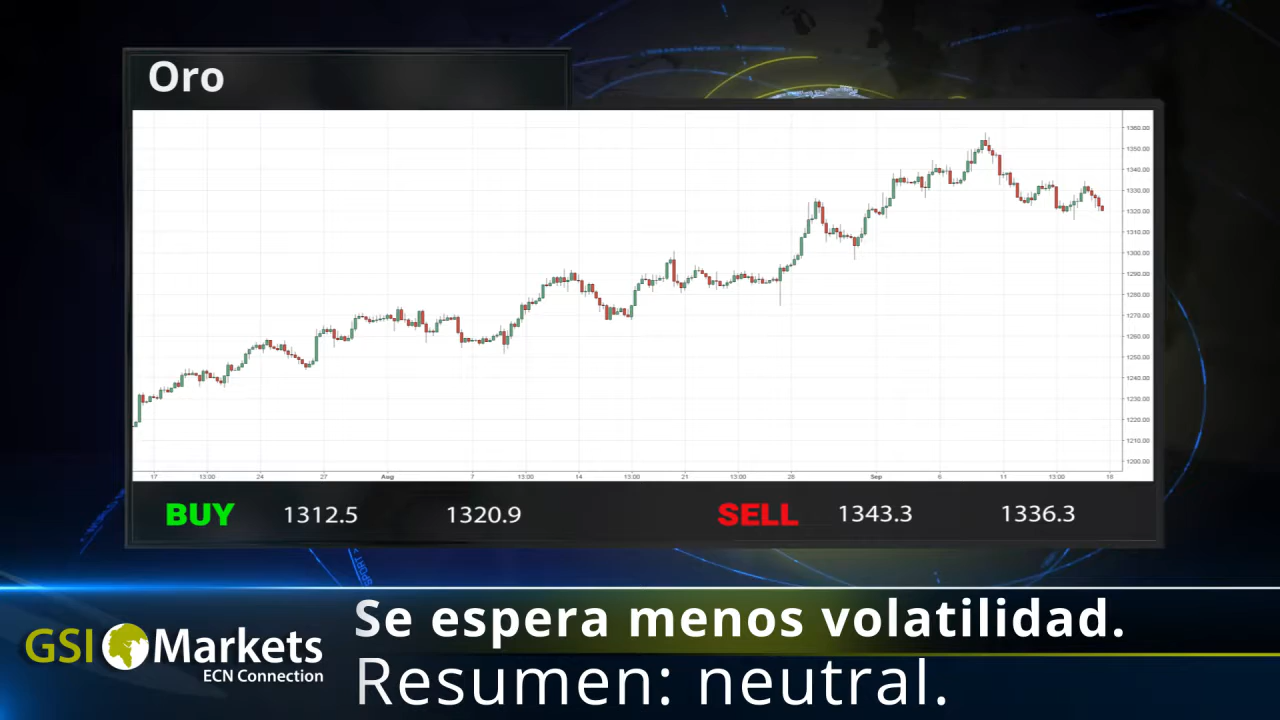 Oro
1360.00
1350.00
1340.00
1330.00
1320.00
1310.00
1300.00
1290.00
1280.00
1270.00
1260.00
1250.00
1240.00
1230.00
1220.00
1210.00
1200.00
17 13:00 24 27 Aug 7 13:00 14 13:00 21 13:00 28 Sep 6 11 13:00 18
BUY 1312.5 1320.9 SELL 1343.3 1336.3
SPORT
Se espera menos volatilidad.
GSI Markets
ECN Connection
Resumen: neutral.